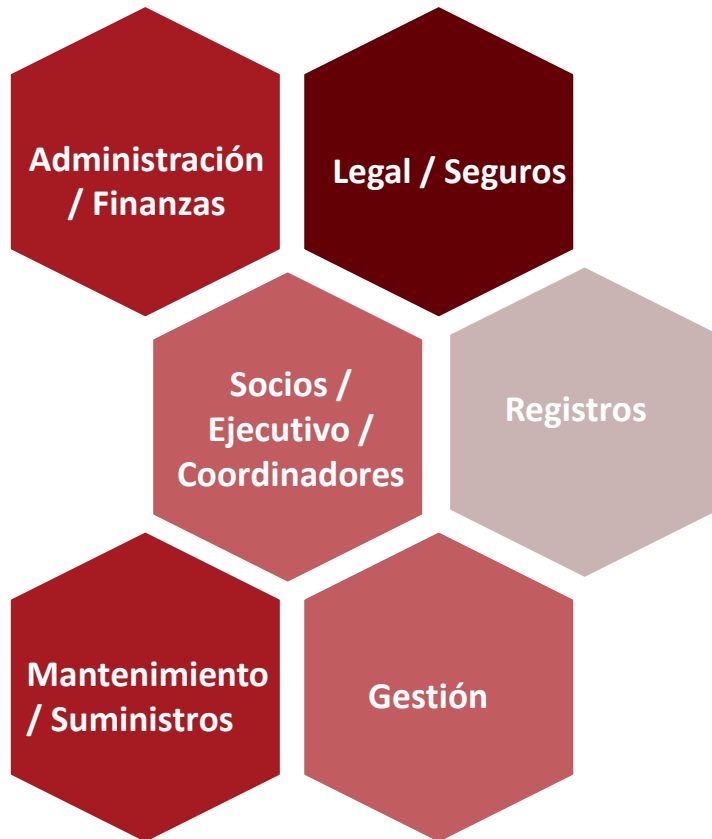 Administración
/ Finanzas
Legal / Seguros
Socios /
Ejecutivo /
Coordinadores
Registros
Mantenimiento
/ Suministros
Gestión